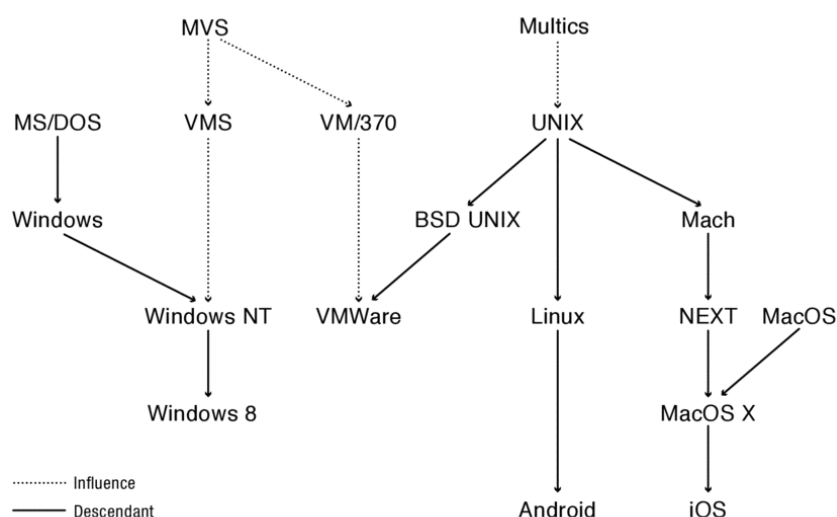 MVS Multics
MS/DOS VMS VM/370 UNIX
Windows BSD UNIX Mach
Windows NT VMWare Linux NEXT MacOS
Windows 8 MacOS X
Influence
Descendant Android iOS